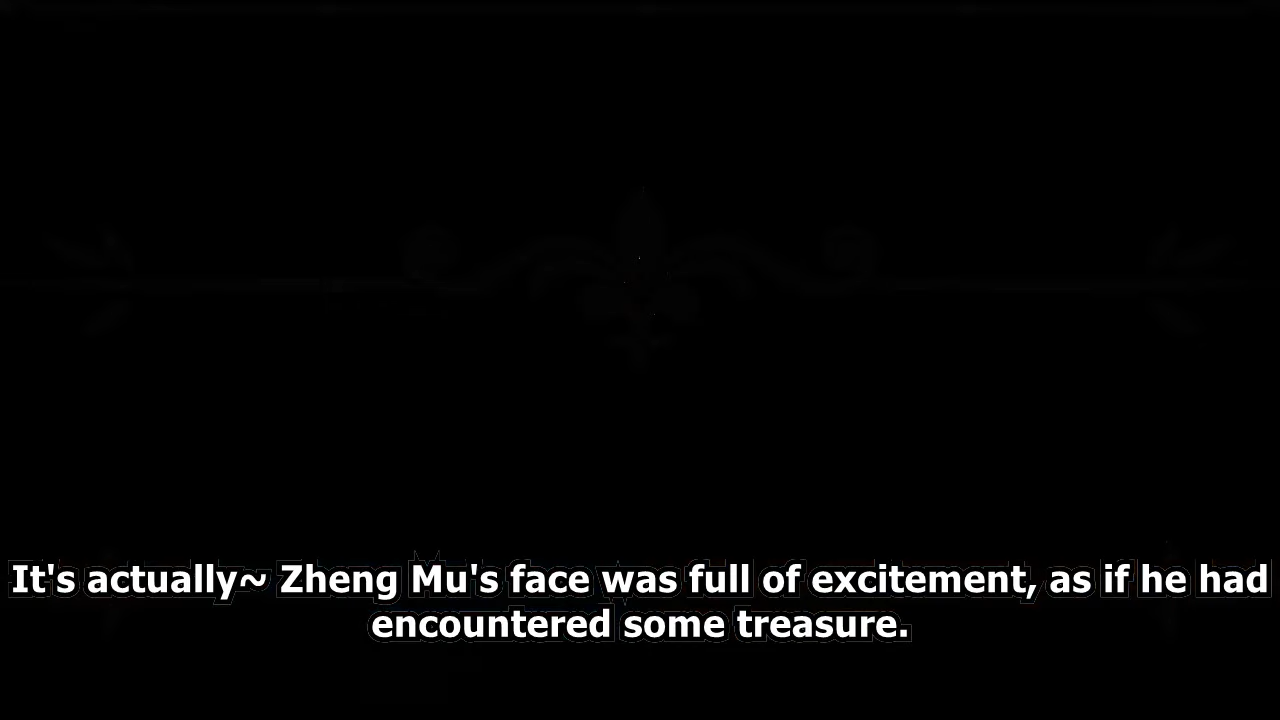 It's actually~ Zheng Mu's face was full of excitement, as if he had
encountered some treasure.